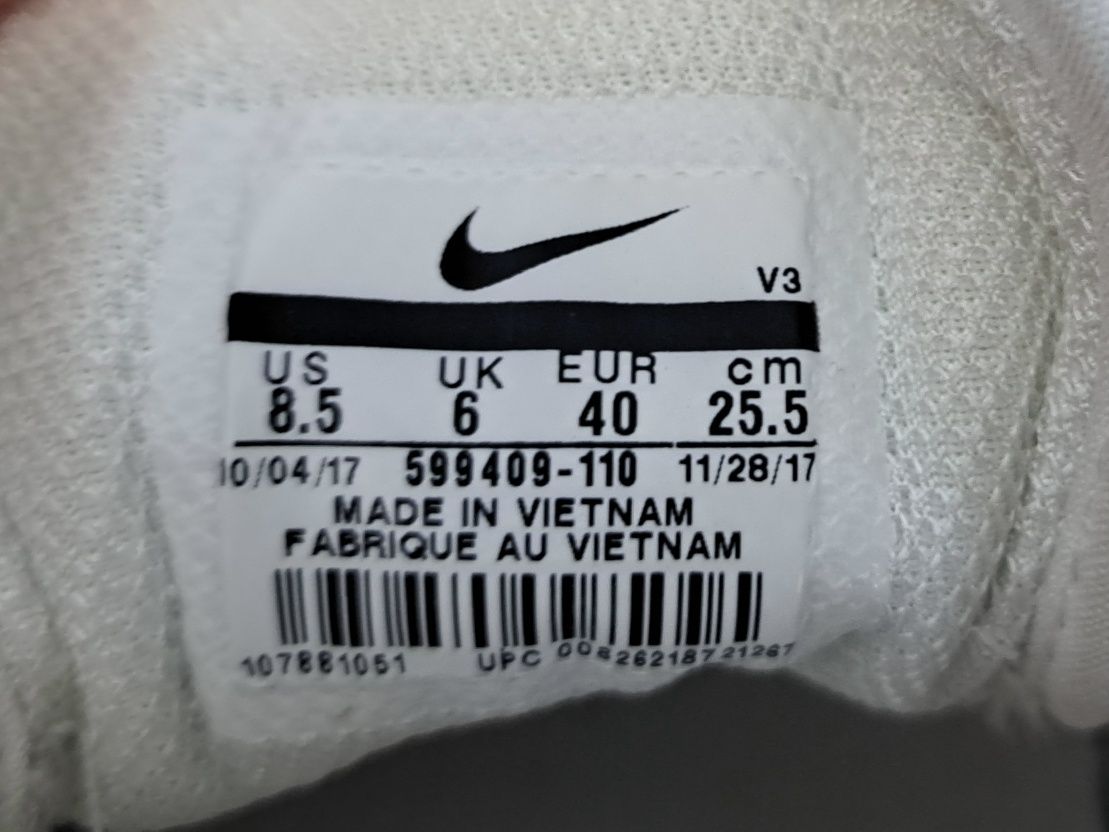 V3
US UK EUR cm
8.5 6 40 25.5
10/04/17 599409-110 11/28/17
MADE IN VIETNAM
FABRIQUE AU VIETNAM
107881051 UPC 00826218721267